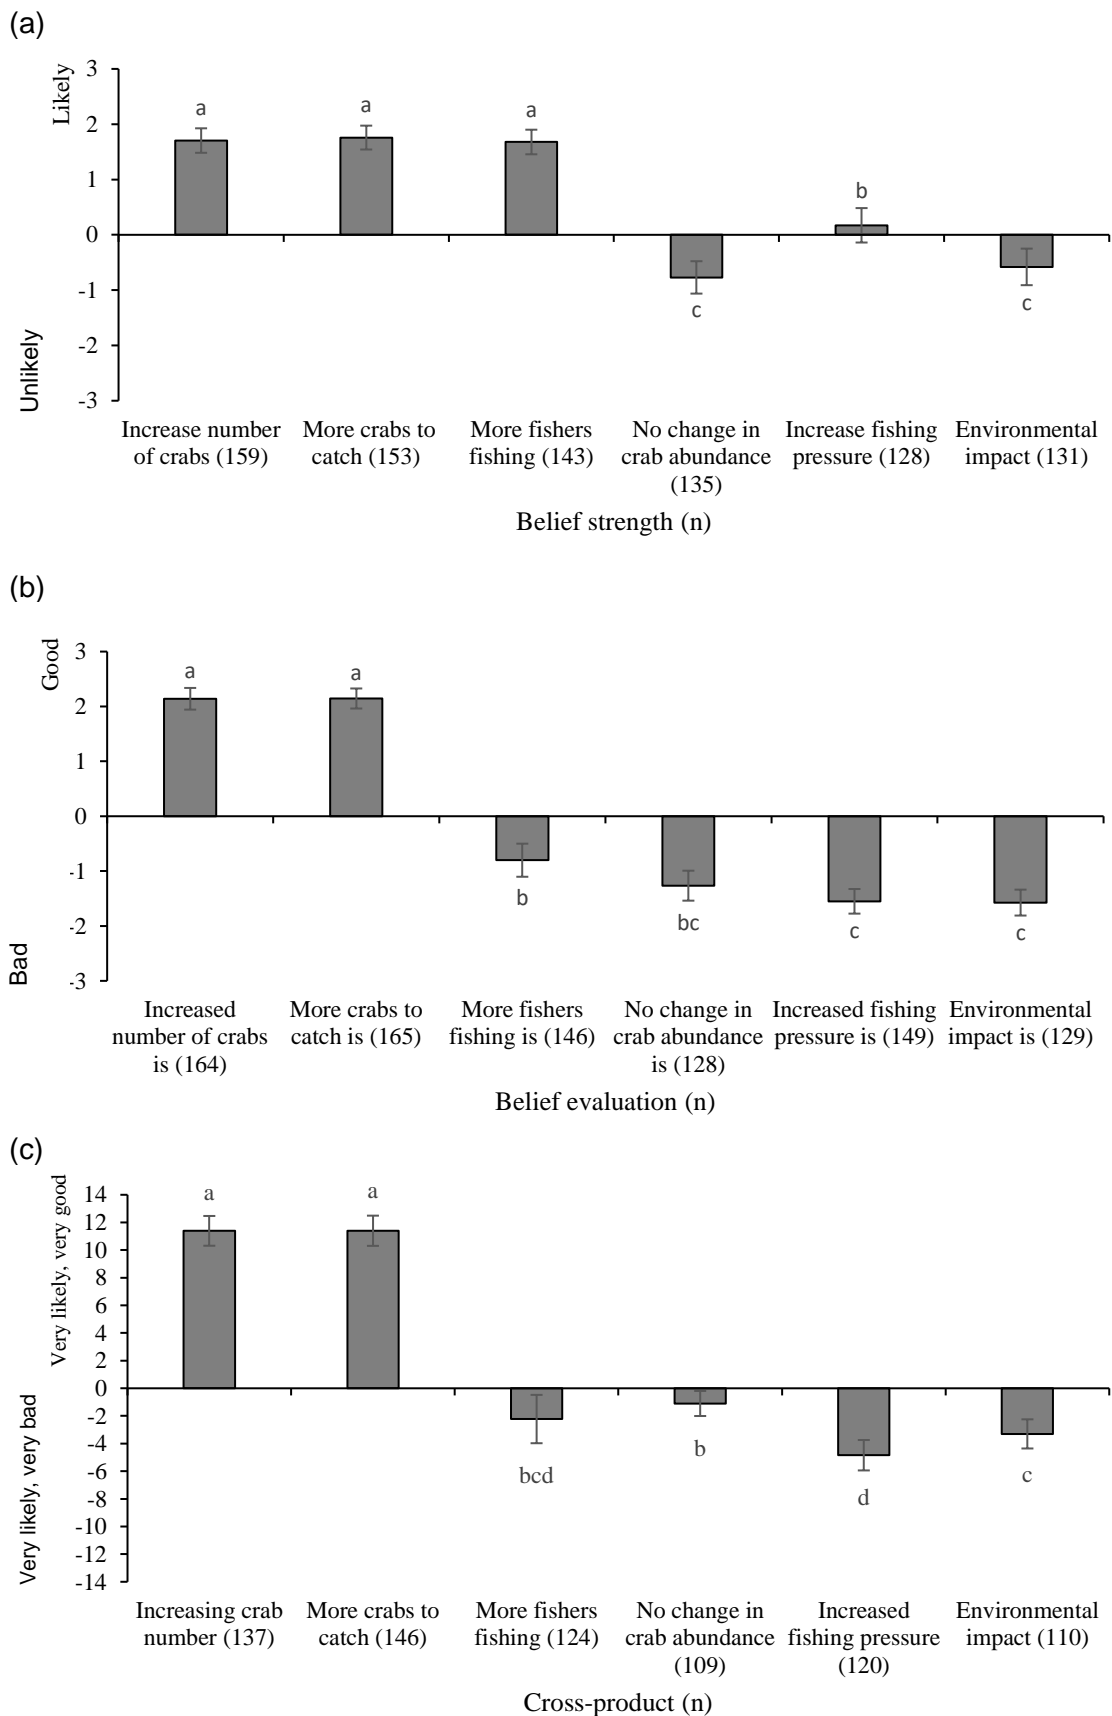 (a)
Likely
Unlikely
3
2
1
0
-1
-2
-3
a
a
a
c
b
c
Increase number
of crabs (159)
More crabs to
catch (153)
More fishers
fishing (143)
No change in
crab abundance
(135)
Increase fishing
pressure (128)
Environmental
impact (131)
Belief strength (n)
(b)
Good
Bad
3
2
1
0
-1
-2
-3
a
a
b
bc
c
c
Increased
number of crabs
is (164)
More crabs to
catch is (165)
More fishers
fishing is (146)
No change in
crab abundance
is (128)
Increased fishing
pressure is (149)
Environmental
impact is (129)
Belief evaluation (n)
(c)
Very likely, very good
Very likely, very bad
14
12
10
8
6
4
2
0
-2
-4
-6
-8
-10
-12
-14
a
a
bcd
b
d
c
Increasing crab
number (137)
More crabs to
catch (146)
More fishers
fishing (124)
No change in
crab abundance
(109)
Increased
fishing pressure
(120)
Environmental
impact (110)
Cross-product (n)